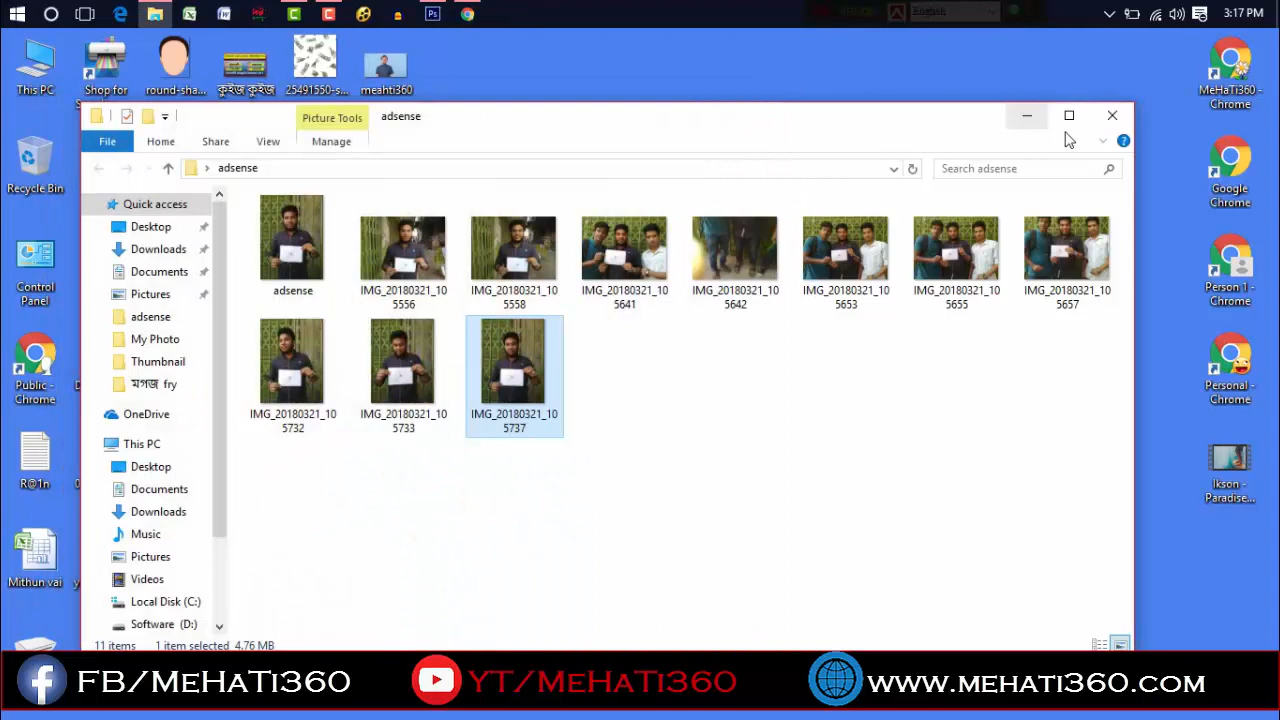 English
3:17 PM
This PC
Shop for
round-sha...
কুইজ কুইজ
25491550-s...
meahti360
MeHaTi360 - Chrome
Picture Tools
adsense
File
Home
Share
View
Manage
adsense
Search adsense
Recycle Bin
Google Chrome
Control Panel
Person 1 - Chrome
Public - Chrome
Personal - Chrome
R@1n
Ikson - Paradise...
Mithun vai
Quick access
Desktop
Downloads
Documents
Pictures
adsense
My Photo
Thumbnail
মগজ fry
OneDrive
This PC
Desktop
Documents
Downloads
Music
Pictures
Videos
Local Disk (C:)
Software (D:)
adsense
IMG_20180321_105556
IMG_20180321_105558
IMG_20180321_105641
IMG_20180321_105642
IMG_20180321_105653
IMG_20180321_105655
IMG_20180321_105657
IMG_20180321_105732
IMG_20180321_105733
IMG_20180321_105737
11 items 1 item selected 4.76 MB
FB/MeHaTi360
YT/MeHaTi360
www.mehati360.com